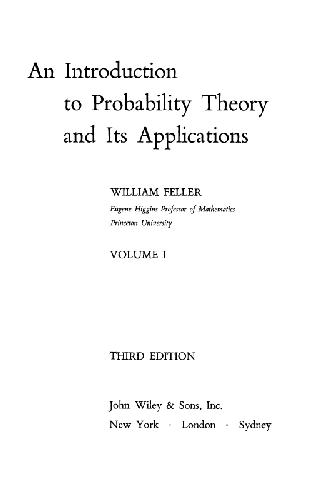 An Introduction
to Probability Theory
and Its Applications
WILLIAM FELLER
Eugene Higgins Professor of Mathematics
Princeton University
VOLUME I
THIRD EDITION
John Wiley & Sons, Inc.
New York · London · Sydney